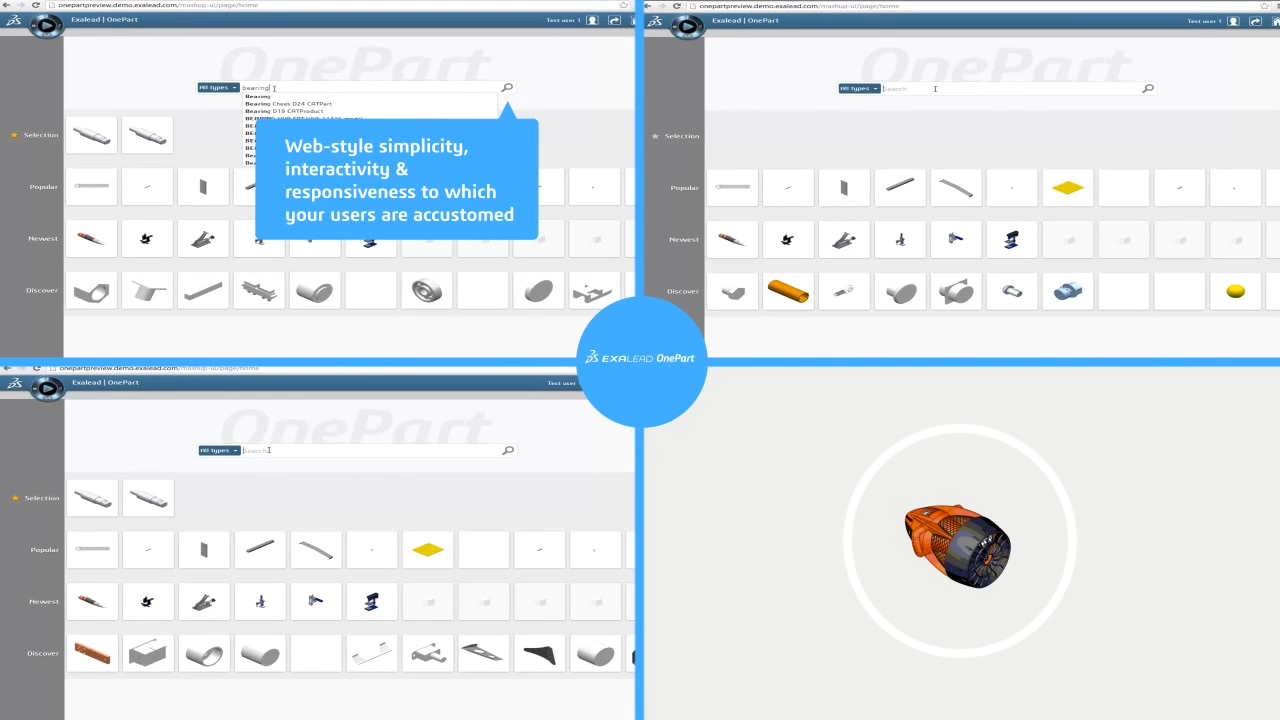 onepartpreview.demo.exalead.com/mashup-ui/page/home
Exalead | OnePart
Test user 1
OnePart
All types
bearing
Bearing
Bearing Cheek D24 CATPart
Bearing D19 CATProduct
Web-style simplicity,
interactivity &
responsiveness to which
your users are accustomed
Selection
Popular
Newest
Discover
onepartpreview.demo.exalead.com/mashup-ui/page/home
Exalead | OnePart
Test user 1
OnePart
All types
Search
Selection
Popular
Newest
Discover
EXALEAD OnePart
onepartpreview.demo.exalead.com/mashup-ui/page/home
Exalead | OnePart
Test user
OnePart
All types
Search
Selection
Popular
Newest
Discover